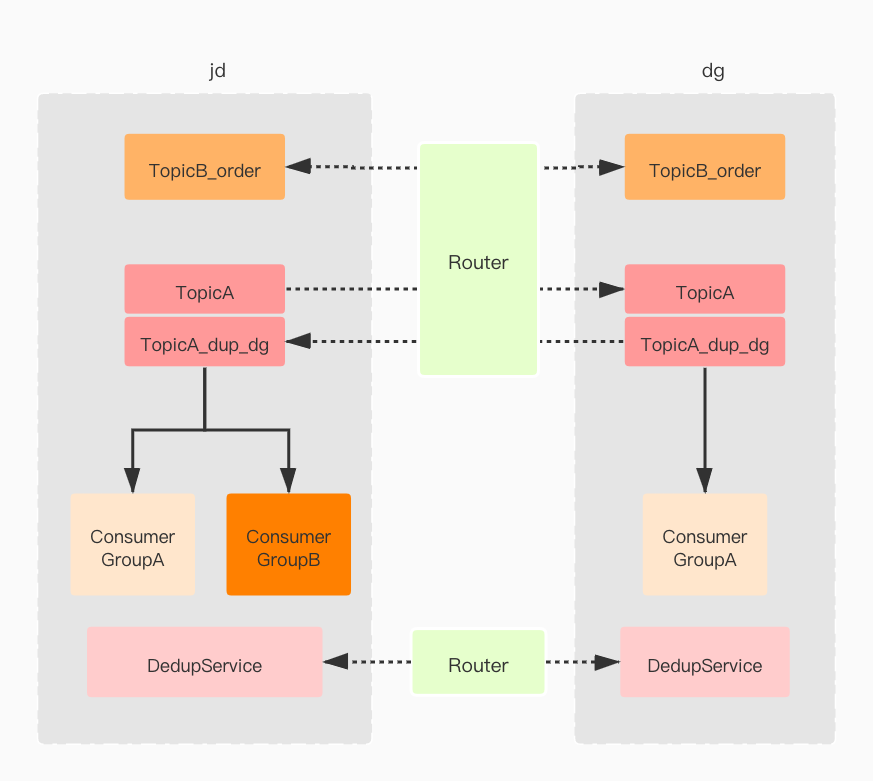 jd
dg
TopicB_order
TopicB_order
Router
TopicA
TopicA
TopicA_dup_dg
TopicA_dup_dg
Consumer
GroupA
Consumer
GroupB
Consumer
GroupA
DedupService
Router
DedupService